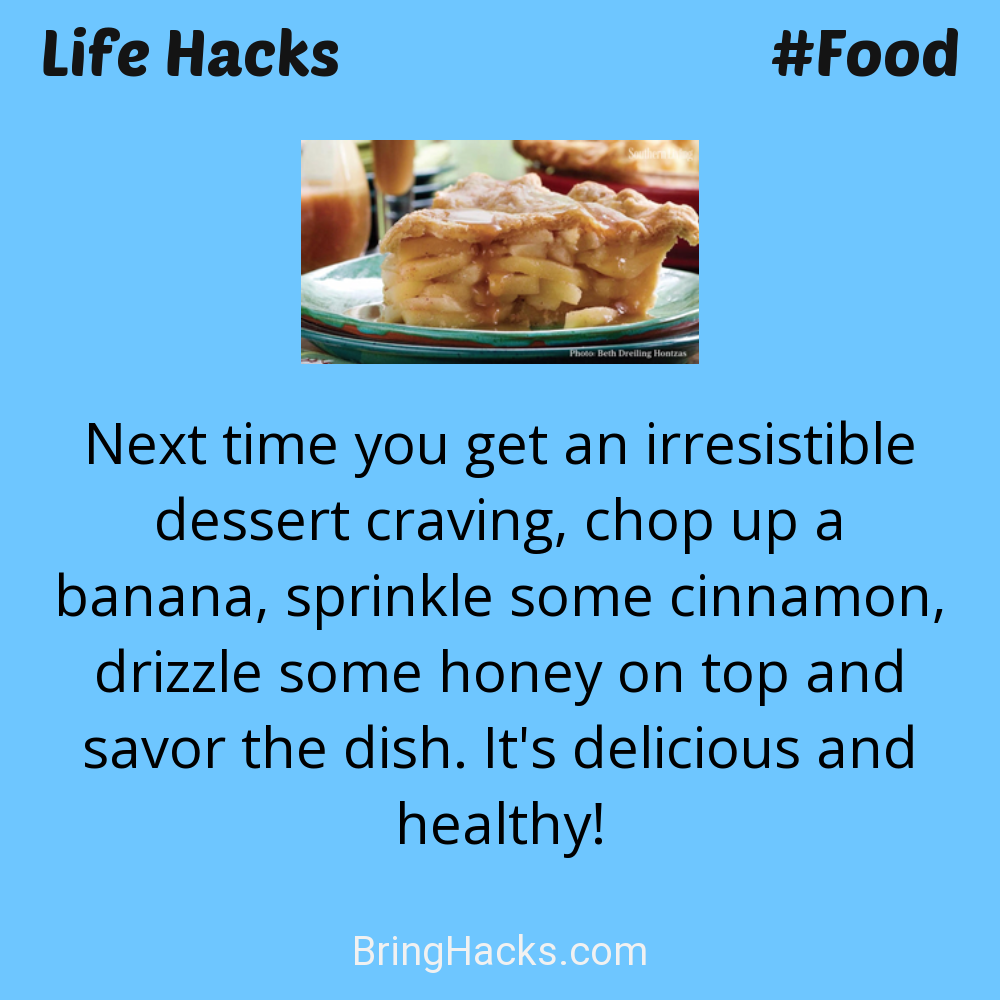 Life Hacks #Food
Southern Living
Photo: Beth Dreiling Hontzas
Next time you get an irresistible
dessert craving, chop up a
banana, sprinkle some cinnamon,
drizzle some honey on top and
savor the dish. It's delicious and
healthy!
BringHacks.com